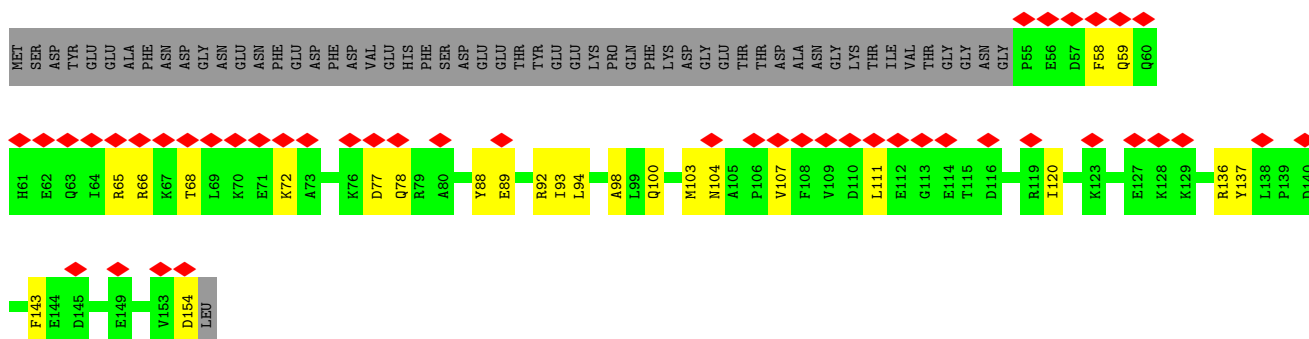 MET SER ASP TYR GLU GLU ALA PHE ASN ASP GLY ASN GLU ASN PHE GLU ASP PHE ASP VAL GLU HIS PHE SER ASP GLU GLU THR TYR GLU GLU LYS PRO GLN PHE LYS ASP GLY GLU THR THR ASP ALA ASN GLY LYS THR ILE VAL THR GLY GLY ASN GLY P55 E56 D57 F58 Q59 Q60
H61 E62 Q63 I64 R65 R66 K67 T68 L69 K70 E71 K72 A73 K76 D77 Q78 R79 A80 Y88 E89 R92 I93 L94 A98 L99 Q100 M103 N104 A105 P106 V107 F108 V109 D110 L111 E112 G113 E114 T115 D116 R119 I120 K123 E127 K128 K129 R136 Y137 L138 P139
F143 E144 D145 E149 V153 D154 LEU